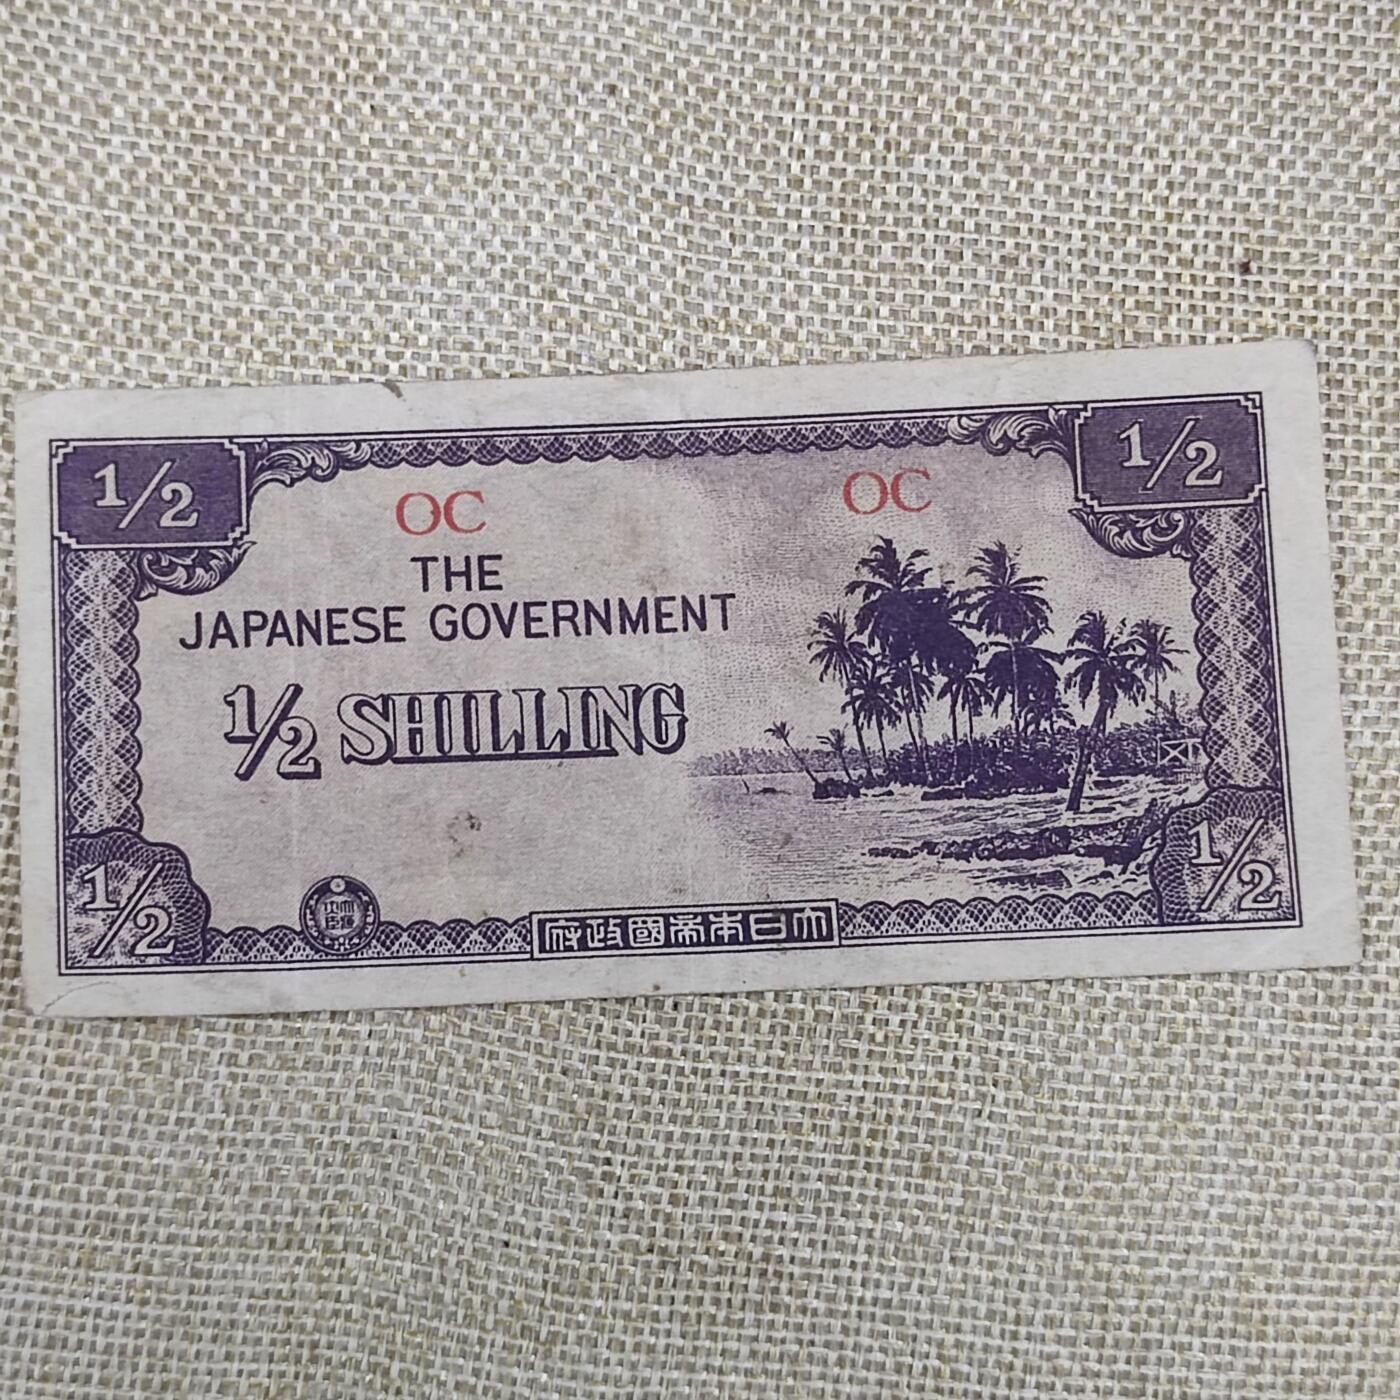 1/2
1/2
OC
OC
THE
JAPANESE GOVERNMENT
1/2 SHILLING
1/2
1/2
府政國帝本日大